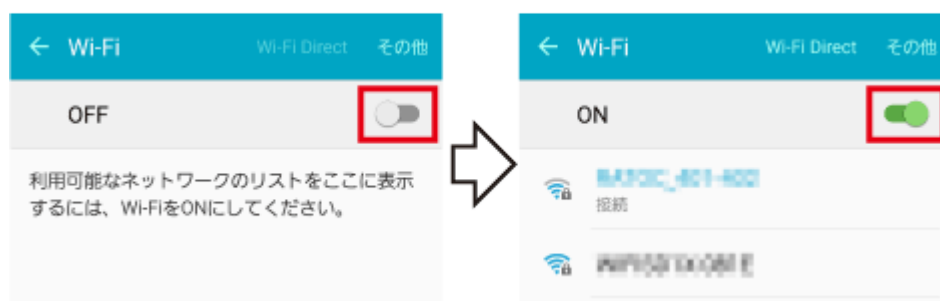 Wi-Fi Wi-Fi Direct その他
OFF
利用可能なネットワークのリストをここに表示
するには、Wi-FiをONにしてください。
Wi-Fi Wi-Fi Direct その他
ON
接続